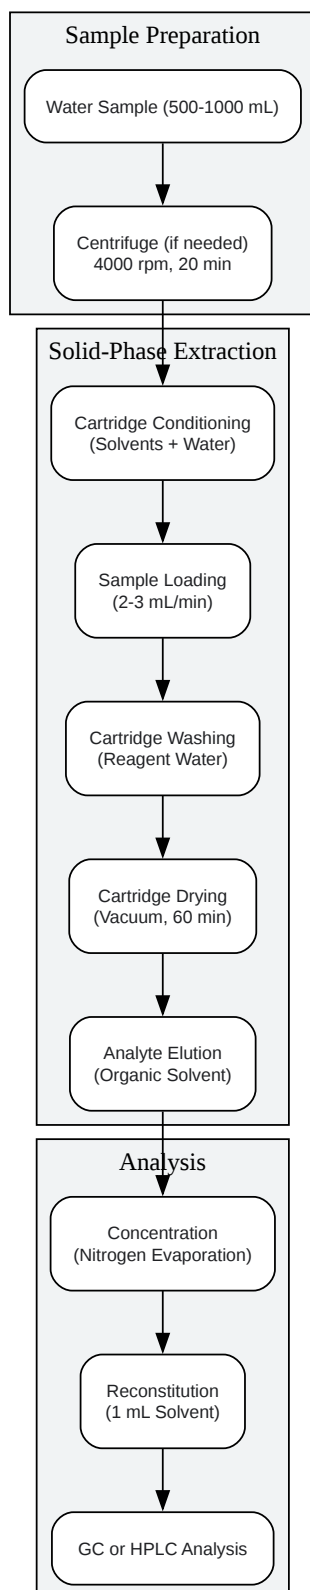 Sample Preparation
Water Sample (500-1000 mL)
Centrifuge (if needed)
4000 rpm, 20 min
Solid-Phase Extraction
Cartridge Conditioning
(Solvents + Water)
Sample Loading
(2-3 mL/min)
Cartridge Washing
(Reagent Water)
Cartridge Drying
(Vacuum, 60 min)
Analyte Elution
(Organic Solvent)
Analysis
Concentration
(Nitrogen Evaporation)
Reconstitution
(1 mL Solvent)
GC or HPLC Analysis